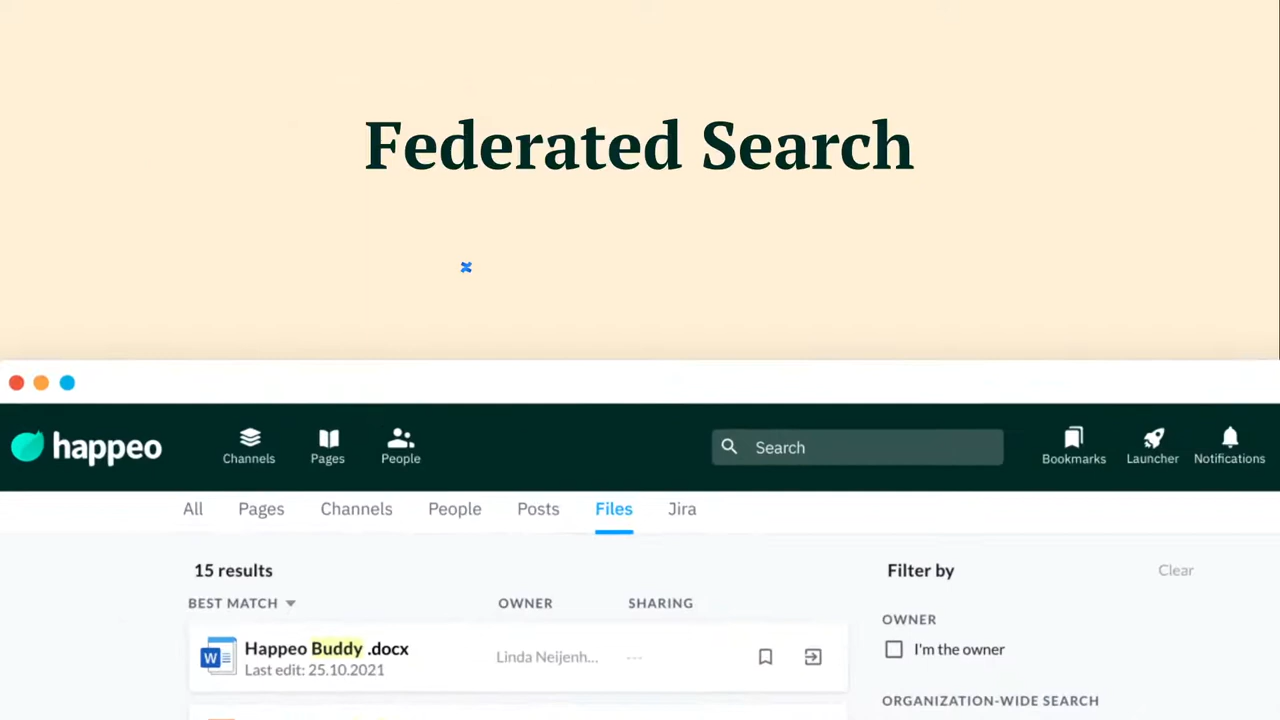 Federated Search
happeo
Channels
Pages
People
Search
Bookmarks
Launcher
Notifications
All
Pages
Channels
People
Posts
Files
Jira
15 results
Filter by
Clear
BEST MATCH
OWNER
SHARING
OWNER
W
Happeo Buddy .docx
Last edit: 25.10.2021
Linda Neijenh...
---
I'm the owner
ORGANIZATION-WIDE SEARCH